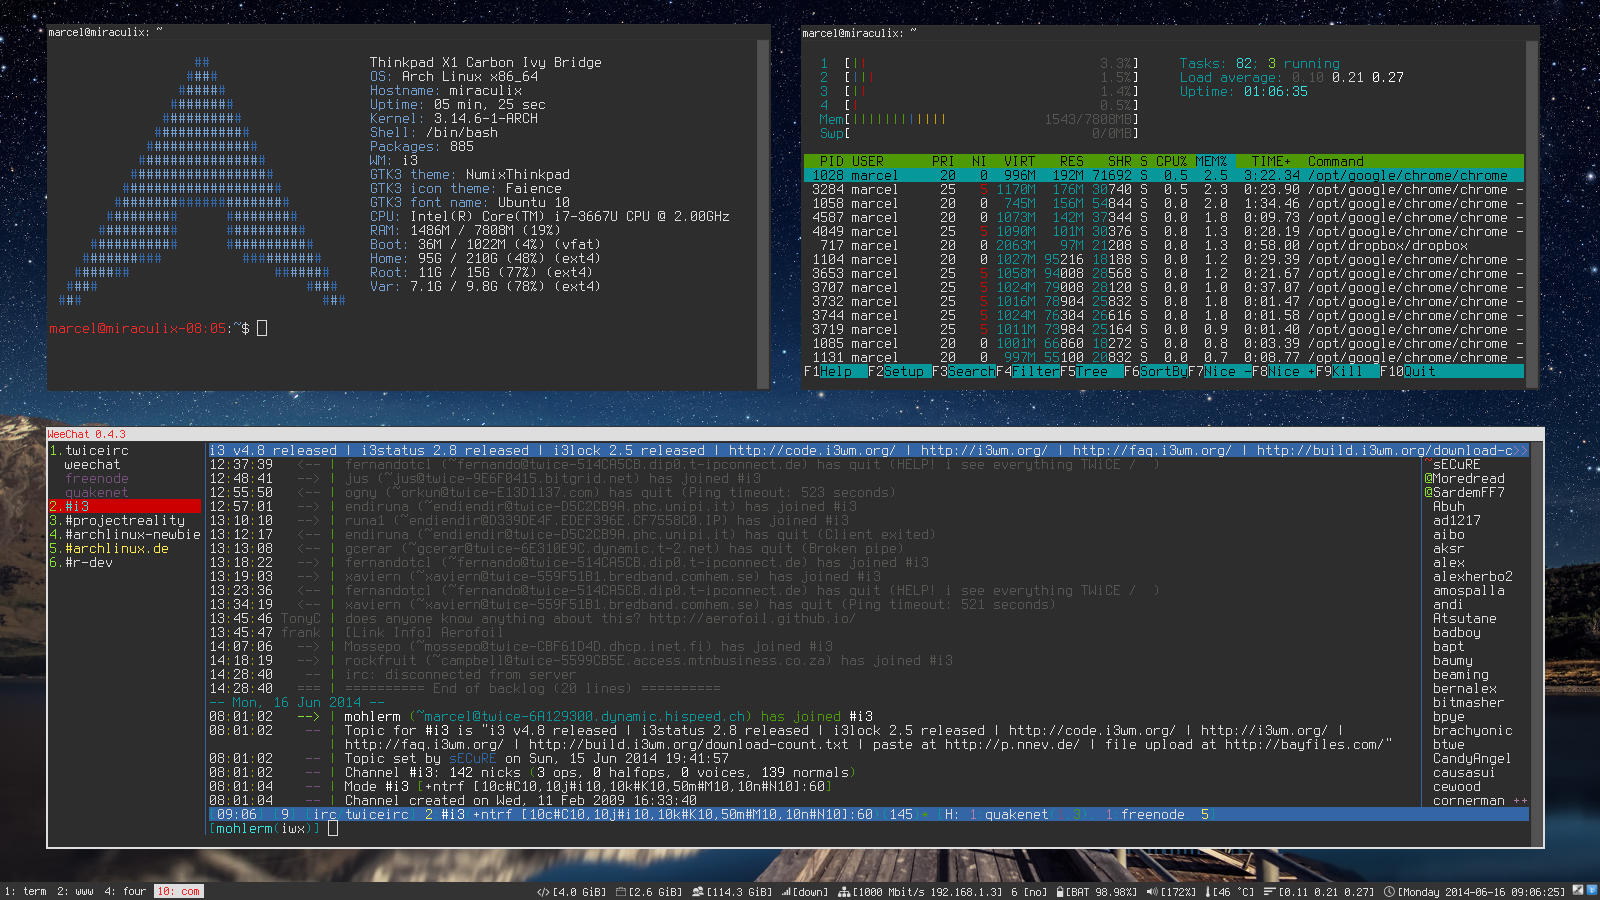 marcel@miraculix: ~
Thinkpad X1 Carbon Ivy Bridge
OS: Arch Linux x86_64
Hostname: miraculix
Uptime: 05 min, 25 sec
Kernel: 3.14.6-1-ARCH
Shell: /bin/bash
Packages: 885
WM: i3
GTK3 theme: NumixThinkpad
GTK3 icon theme: Faience
GTK3 font name: Ubuntu 10
CPU: Intel(R) Core(TM) i7-3667U CPU @ 2.00GHz
RAM: 1486M / 7808M (19%)
Boot: 36M / 1022M (4%) (vfat)
Home: 95G / 210G (48%) (ext4)
Root: 11G / 15G (77%) (ext4)
Var: 7.1G / 9.8G (78%) (ext4)
marcel@miraculix-08:05:~$
marcel@miraculix: ~
1 [|| 3.3%] Tasks: 82; 3 running
2 [||| 1.5%] Load average: 0.10 0.21 0.27
3 [|| 1.4%] Uptime: 01:06:35
4 [| 0.5%]
Mem[|||||||||||| 1543/7808MB]
Swp[ 0/0MB]
PID USER PRI NI VIRT RES SHR S CPU% MEM% TIME+ Command
1028 marcel 20 0 996M 192M 71692 S 0.5 2.5 3:22.34 /opt/google/chrome/chrome
3284 marcel 25 5 1170M 176M 30740 S 0.5 2.3 0:23.90 /opt/google/chrome/chrome -
1058 marcel 20 0 745M 156M 54844 S 0.0 2.0 1:34.46 /opt/google/chrome/chrome -
4587 marcel 25 5 1073M 142M 37344 S 0.0 1.8 0:09.73 /opt/google/chrome/chrome -
4049 marcel 25 5 1090M 101M 30376 S 0.0 1.3 0:20.19 /opt/google/chrome/chrome -
717 marcel 20 0 2063M 97M 21208 S 0.0 1.3 0:58.00 /opt/dropbox/dropbox
1104 marcel 20 0 1027M 95216 18188 S 0.0 1.2 0:29.39 /opt/google/chrome/chrome -
3653 marcel 25 5 1058M 94008 28568 S 0.0 1.2 0:21.67 /opt/google/chrome/chrome -
3707 marcel 25 5 1024M 79008 28120 S 0.0 1.0 0:37.07 /opt/google/chrome/chrome -
3732 marcel 25 5 1016M 78904 25832 S 0.0 1.0 0:01.47 /opt/google/chrome/chrome -
3744 marcel 25 5 1024M 76304 26616 S 0.0 1.0 0:01.58 /opt/google/chrome/chrome -
3719 marcel 25 5 1011M 73984 25164 S 0.0 0.9 0:01.40 /opt/google/chrome/chrome -
1085 marcel 20 0 1001M 66860 18272 S 0.0 0.8 0:03.39 /opt/google/chrome/chrome -
1131 marcel 20 0 997M 55100 20832 S 0.0 0.7 0:08.77 /opt/google/chrome/chrome -
F1Help F2Setup F3SearchF4FilterF5Tree F6SortByF7Nice -F8Nice +F9Kill F10Quit
WeeChat 0.4.3
1.twiceirc
weechat
freenode
quakenet
2.#i3
3.#projectreality
4.#archlinux-newbie
5.#archlinux.de
6.#r-dev
i3 v4.8 released | i3status 2.8 released | i3lock 2.5 released | http://code.i3wm.org/ | http://i3wm.org/ | http://faq.i3wm.org/ | http://build.i3wm.org/download-c>>
12:37:39 <-- | fernandotcl (~fernando@twice-514CA5CB.dip0.t-ipconnect.de) has quit (HELP! i see everything TWiCE / )
12:48:41 --> | jus (~jus@twice-9E6F0415.bitgrid.net) has joined #i3
12:55:50 <-- | ogny (~orkun@twice-E13D1137.com) has quit (Ping timeout: 523 seconds)
12:57:01 --> | endiruna (~endiendir@twice-D5C2CB9A.phc.unipi.it) has joined #i3
13:10:10 --> | runa1 (~endiendir@D339DE4F.EDEF396E.CF7558C0.IP) has joined #i3
13:12:17 <-- | endiruna (~endiendir@twice-D5C2CB9A.phc.unipi.it) has quit (Client exited)
13:13:08 <-- | gcerar (~gcerar@twice-6E310E9C.dynamic.t-2.net) has quit (Broken pipe)
13:18:22 --> | fernandotcl (~fernando@twice-514CA5CB.dip0.t-ipconnect.de) has joined #i3
13:19:03 --> | xaviern (~xaviern@twice-559F51B1.bredband.comhem.se) has joined #i3
13:23:36 <-- | fernandotcl (~fernando@twice-514CA5CB.dip0.t-ipconnect.de) has quit (HELP! i see everything TWiCE / )
13:34:19 <-- | xaviern (~xaviern@twice-559F51B1.bredband.comhem.se) has quit (Ping timeout: 521 seconds)
13:45:46 TonyC | does anyone know anything about this? http://aerofoil.github.io/
13:45:47 frank | [Link Info] Aerofoil
14:07:06 --> | Mossepo (~mossepo@twice-CBF61D4D.dhcp.inet.fi) has joined #i3
14:18:19 --> | rockfruit (~campbell@twice-5599CB5E.access.mtnbusiness.co.za) has joined #i3
14:28:40 -- | irc: disconnected from server
14:28:40 === | ========== End of backlog (20 lines) ==========
-- Mon, 16 Jun 2014 --
08:01:02 --> | mohlerm (~marcel@twice-6A129300.dynamic.hispeed.ch) has joined #i3
08:01:02 -- | Topic for #i3 is "i3 v4.8 released | i3status 2.8 released | i3lock 2.5 released | http://code.i3wm.org/ | http://i3wm.org/ |
| http://faq.i3wm.org/ | http://build.i3wm.org/download-count.txt | paste at http://p.nnev.de/ | file upload at http://bayfiles.com/"
08:01:02 -- | Topic set by sECuRE on Sun, 15 Jun 2014 19:41:57
08:01:02 -- | Channel #i3: 142 nicks (3 ops, 0 halfops, 0 voices, 139 normals)
08:01:04 -- | Mode #i3 [+ntrf [10c#C10,10j#i10,10k#K10,50m#M10,10n#N10]:60]
08:01:04 -- | Channel created on Wed, 11 Feb 2009 16:33:40
[09:06] [9] [irc/twiceirc] 2:#i3(+ntrf [10c#C10,10j#i10,10k#K10,50m#M10,10n#N10]:60){145}* [H: 1:quakenet(..3), 1:freenode, 5]
[mohlerm(iwx)]
~sECuRE
@Moredread
@SardemFF7
Abuh
ad1217
aibo
aksr
alex
alexherbo2
amospalla
andi
Atsutane
badboy
bapt
baumy
beaming
bernalex
bitmasher
bpye
brachyonic
btwe
CandyAngel
causasui
cewood
cornerman ++
1: term 2: www 4: four 10: com
[4.0 GiB] [2.6 GiB] [114.3 GiB] [down] [1000 Mbit/s 192.168.1.3] 6 [no] [BAT 98.98%] [172%] [46 °C] [0.11 0.21 0.27] [Monday 2014-06-16 09:06:25]